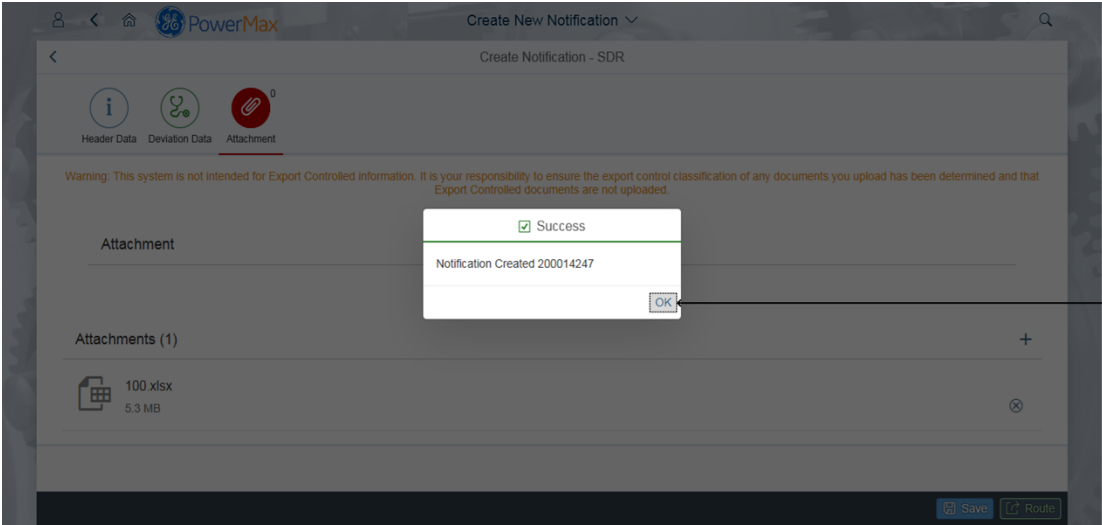 PowerMax
Create New Notification
Create Notification - SDR
0
Header Data
Deviation Data
Attachment
Warning: This system is not intended for Export Controlled information. It is your responsibility to ensure the export control classification of any documents you upload has been determined and that
Export Controlled documents are not uploaded.
Success
Attachment
Notification Created 200014247
OK
Attachments (1)
100.xlsx
5.3 MB
Save
Route